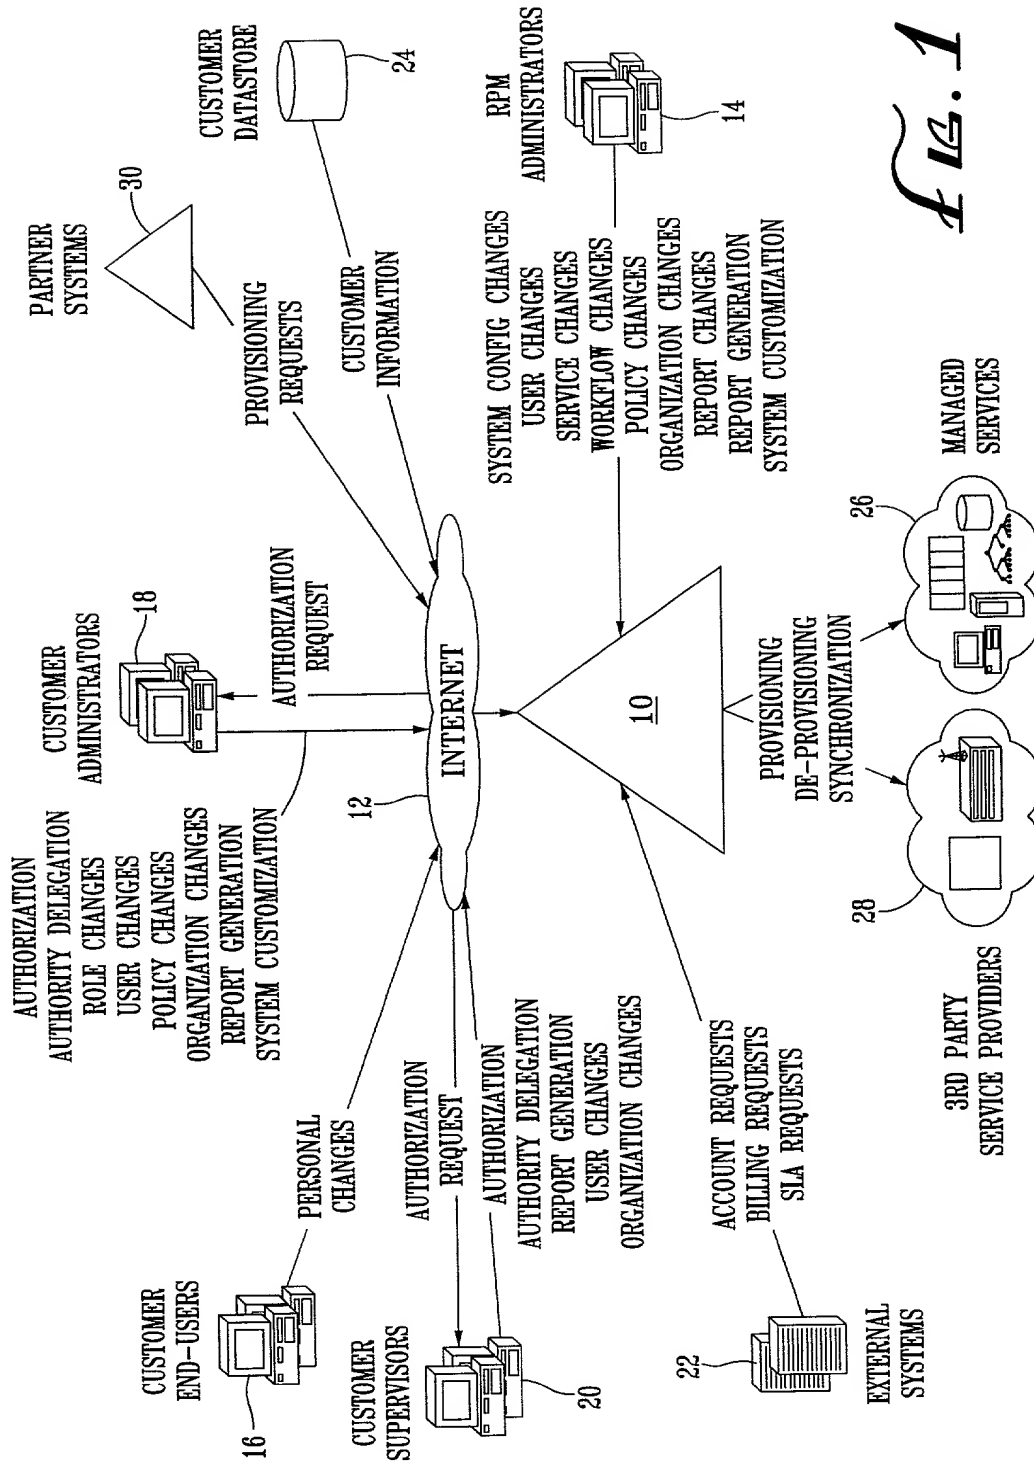 CUSTOMER
END-USERS
16
PERSONAL
CHANGES
AUTHORIZATION
AUTHORITY DELEGATION
ROLE CHANGES
USER CHANGES
POLICY CHANGES
ORGANIZATION CHANGES
REPORT GENERATION
SYSTEM CUSTOMIZATION
CUSTOMER
ADMINISTRATORS
18
AUTHORIZATION
REQUEST
PARTNER
SYSTEMS
30
PROVISIONING
REQUESTS
CUSTOMER
DATASTORE
24
CUSTOMER
INFORMATION
CUSTOMER
SUPERVISORS
20
AUTHORIZATION
REQUEST
AUTHORIZATION
AUTHORITY DELEGATION
REPORT GENERATION
USER CHANGES
ORGANIZATION CHANGES
12
INTERNET
RPM
ADMINISTRATORS
14
SYSTEM CONFIG CHANGES
USER CHANGES
SERVICE CHANGES
WORKFLOW CHANGES
POLICY CHANGES
ORGANIZATION CHANGES
REPORT CHANGES
REPORT GENERATION
SYSTEM CUSTOMIZATION
10
22
EXTERNAL
SYSTEMS
ACCOUNT REQUESTS
BILLING REQUESTS
SLA REQUESTS
PROVISIONING
DE-PROVISIONING
SYNCHRONIZATION
28
3RD PARTY
SERVICE PROVIDERS
26
MANAGED
SERVICES
FIG. 1